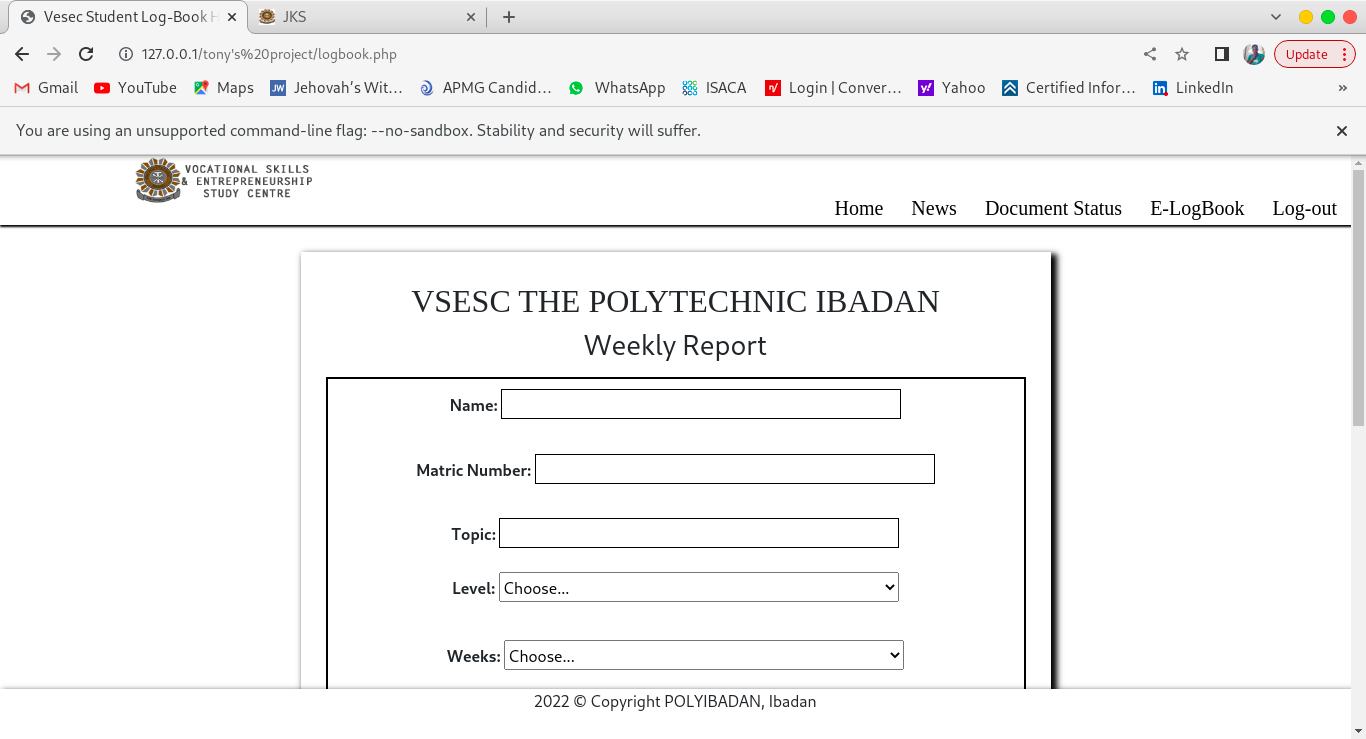 Vesec Student Log-Book H
JKS
127.0.0.1/tony's%20project/logbook.php
Update
Gmail YouTube Maps Jehovah's Wit... APMG Candid... WhatsApp ISACA Login | Conver... Yahoo Certified Infor... LinkedIn »
You are using an unsupported command-line flag: --no-sandbox. Stability and security will suffer.
VOCATIONAL SKILLS
& ENTREPRENEURSHIP
STUDY CENTRE
Home News Document Status E-LogBook Log-out
VSESC THE POLYTECHNIC IBADAN
Weekly Report
Name:
Matric Number:
Topic:
Level: Choose...
Weeks: Choose...
2022 © Copyright POLYIBADAN, Ibadan